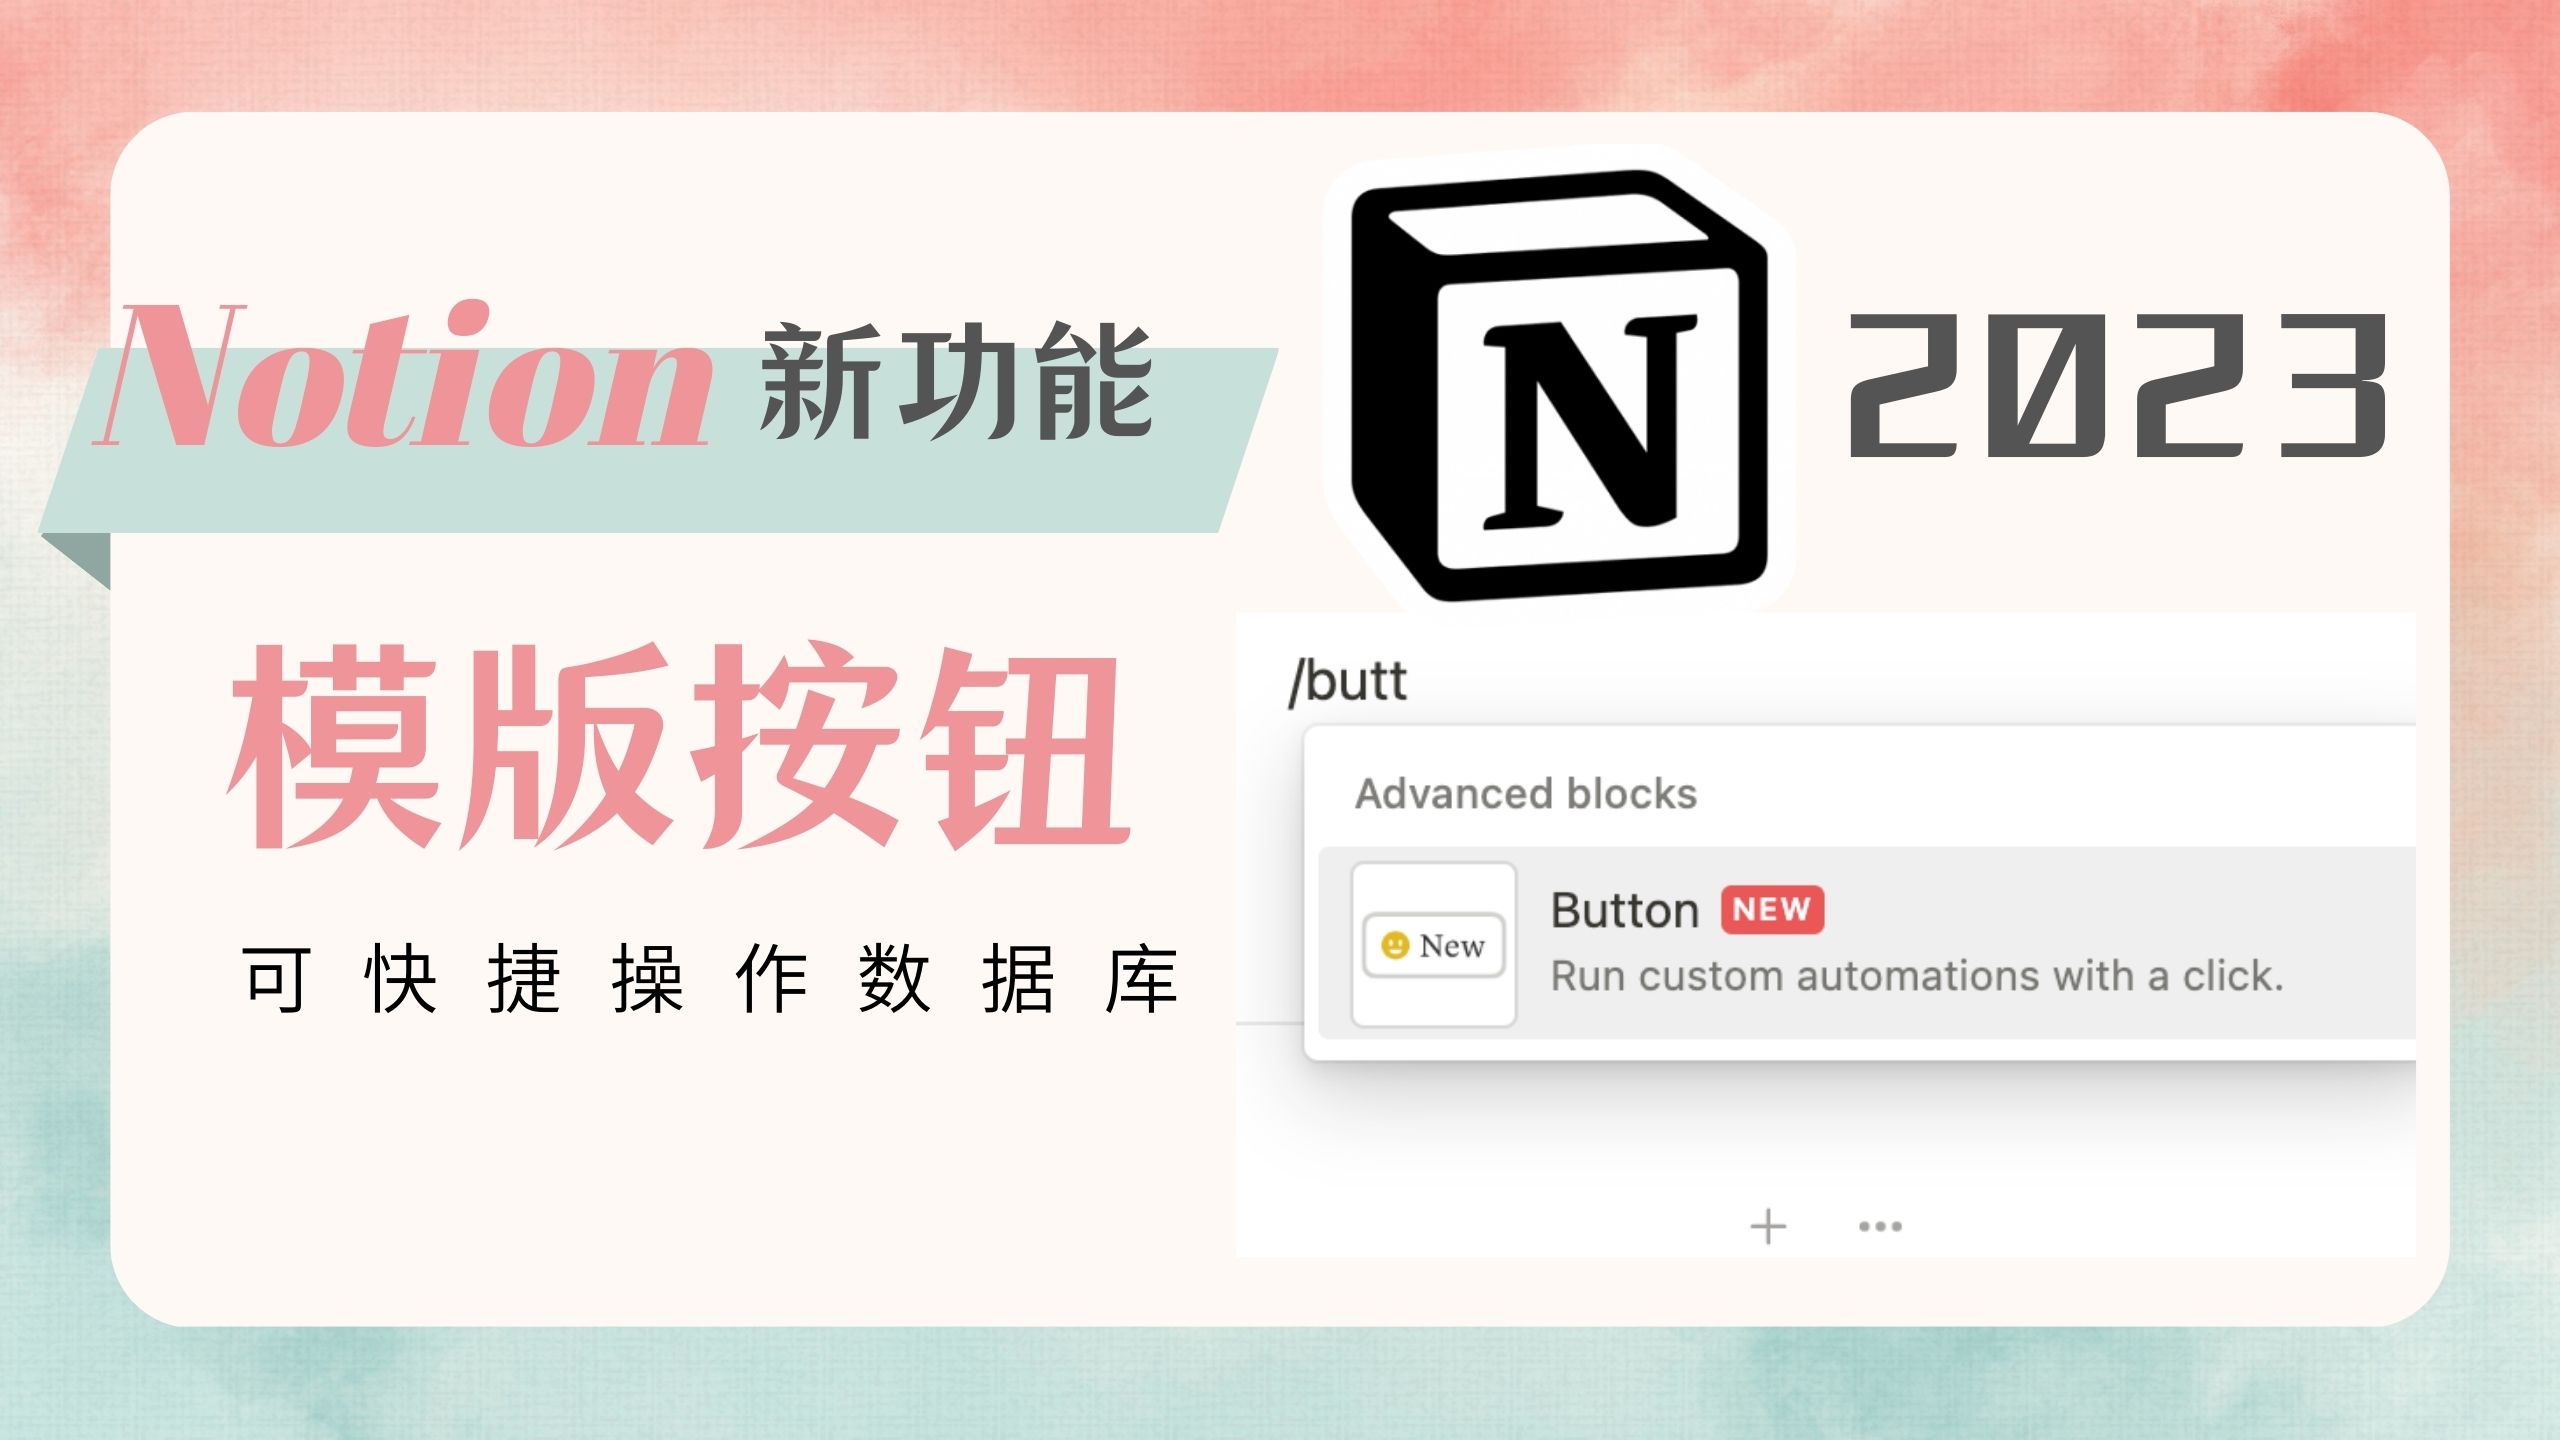 Notion 新功能
模版按钮
可快捷操作数据库
N
2023
/butt
Advanced blocks
New
Button NEW
Run custom automations with a click.